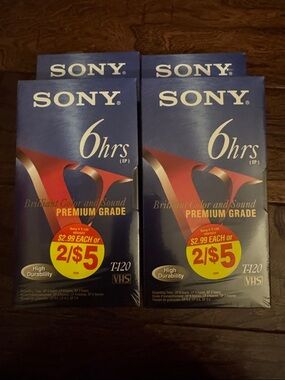 SONY
SONY
SONY
SONY
6hrs
(EP)
Brilliant Color and Sound
PREMIUM GRADE
$2.99 EACH or
2/$5
High
Durability
T-120
VHS
6hrs
(EP)
Brilliant Color and Sound
PREMIUM GRADE
$2.99 EACH or
2/$5
High
Durability
T-120
VHS